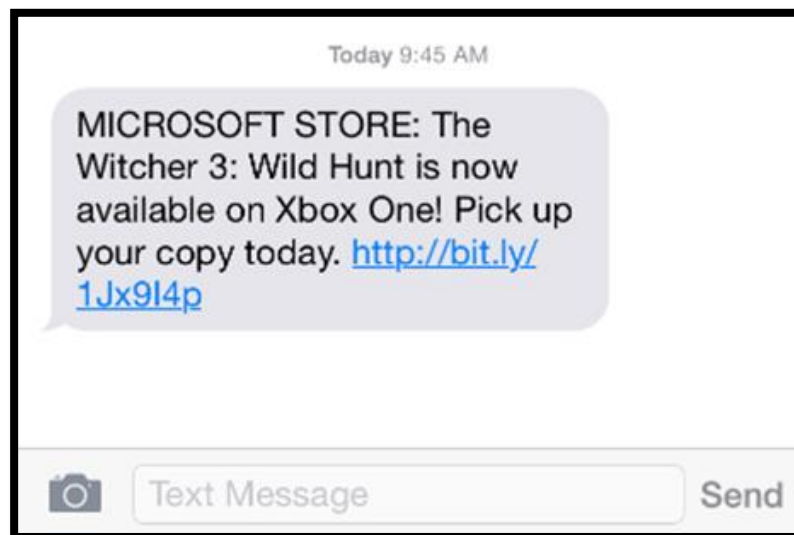 Today 9:45 AM
MICROSOFT STORE: The
Witcher 3: Wild Hunt is now
available on Xbox One! Pick up
your copy today. http://bit.ly/
1Jx9I4p
Text Message
Send